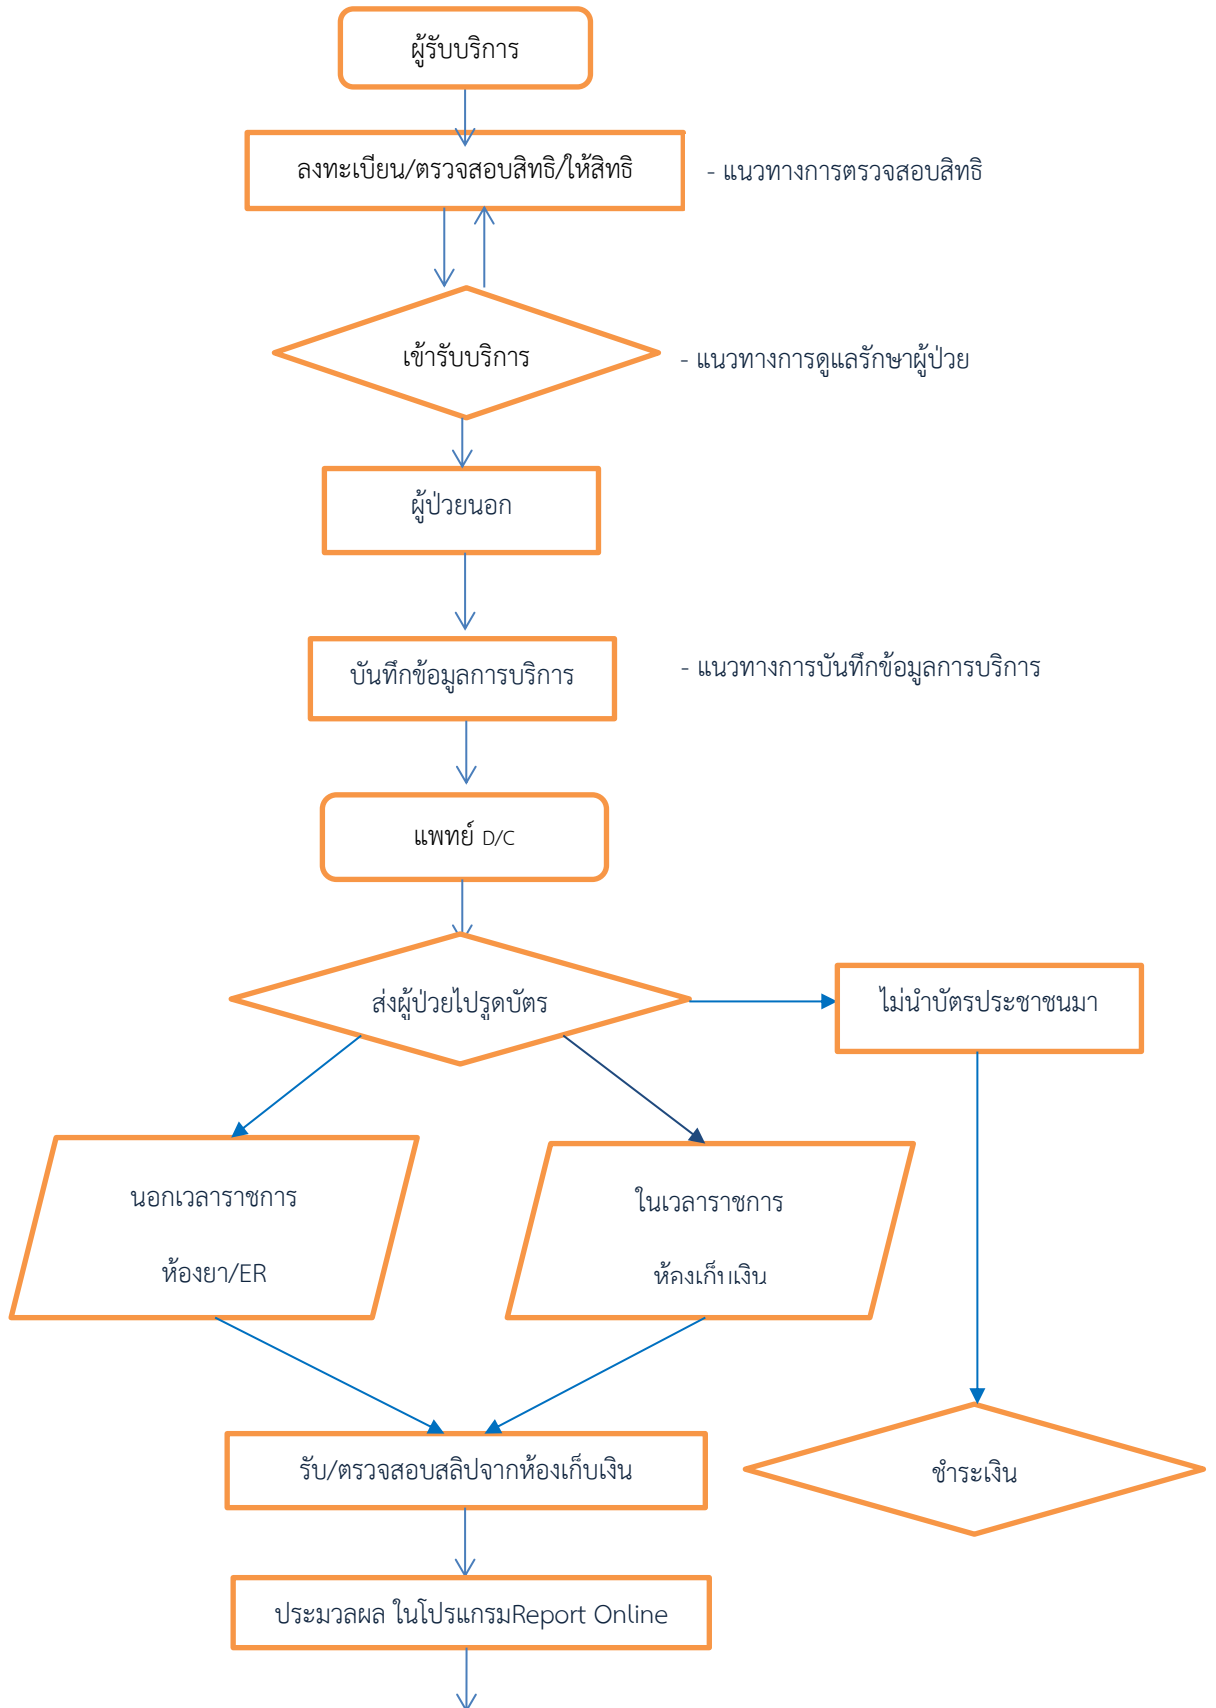 ผู้รับบริการ
ลงทะเบียน/ตรวจสอบสิทธิ/ให้สิทธิ
- แนวทางการตรวจสอบสิทธิ
เข้ารับบริการ
- แนวทางการดูแลรักษาผู้ป่วย
ผู้ป่วยนอก
บันทึกข้อมูลการบริการ
- แนวทางการบันทึกข้อมูลการบริการ
แพทย์ D/C
ส่งผู้ป่วยไปรูดบัตร
ไม่นำบัตรประชาชนมา
นอกเวลาราชการ
ห้องยา/ER
ในเวลาราชการ
ห้องเก็บเงิน
รับ/ตรวจสอบสลิปจากห้องเก็บเงิน
ชำระเงิน
ประมวลผล ในโปรแกรมReport Online